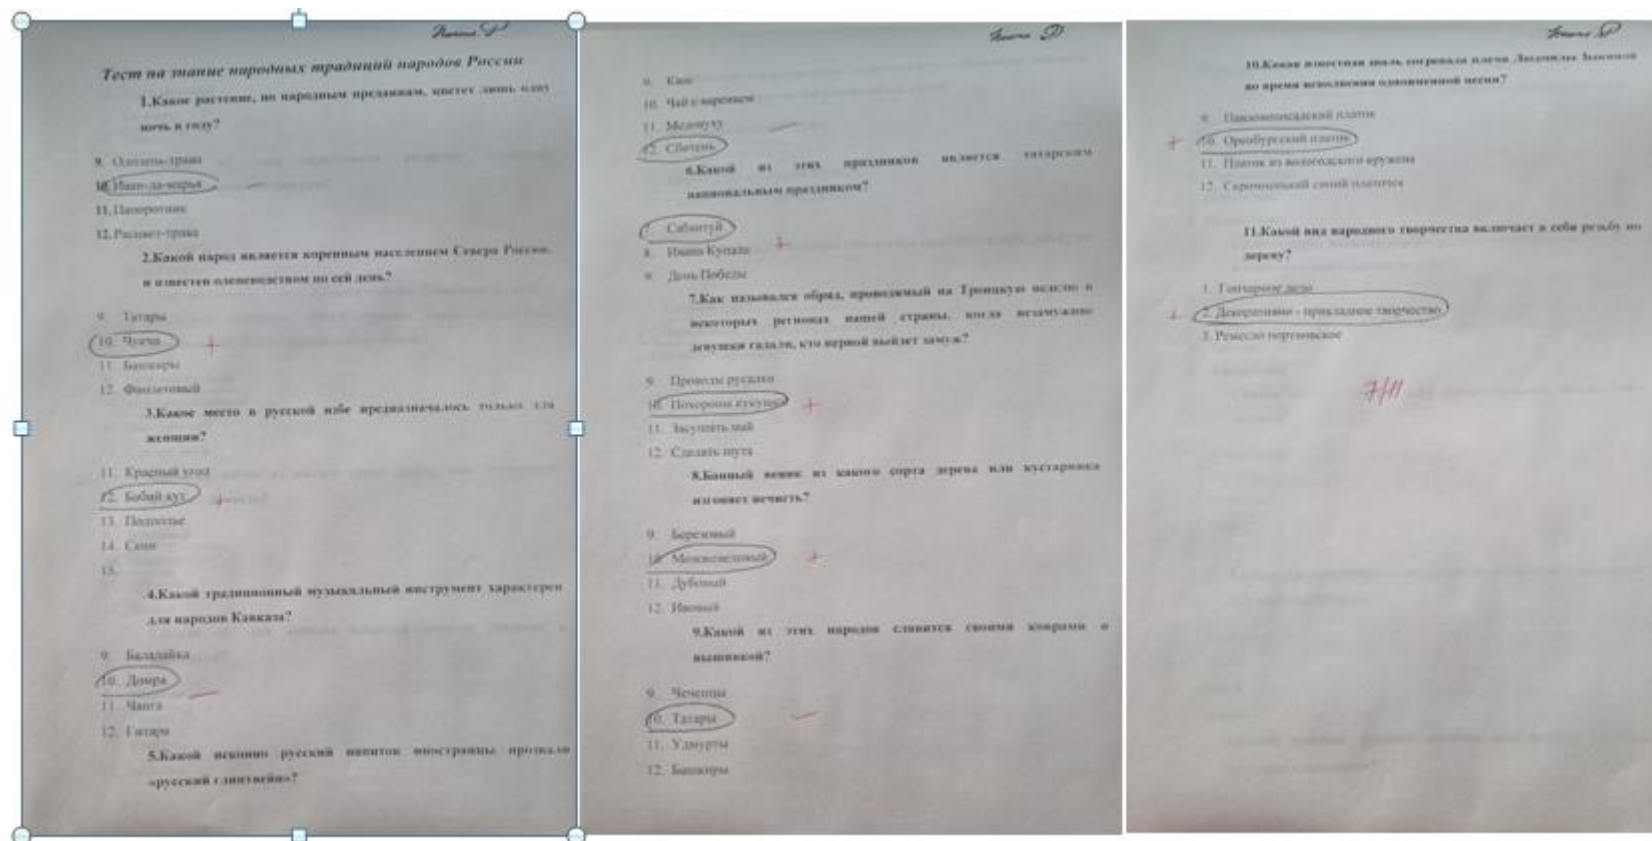 Тест на знание народных традиций народов России
1.Какое растение, по народным преданиям, цветет лишь одну
ночь в году?
9. Одолень-трава
10. Иван-да-марья
11. Папоротник
12. Расцвет-трава
2.Какой народ является коренным населением Севера России,
и известен оленеводством по сей день?
9. Татары
10. Чукчи
11. Башкиры
12.
3.Какое место в русской избе предназначалось только для
женщин?
11. Красный угол
12. Бабий кут
13. Подполье
14. Сени
15.
4.Какой традиционный музыкальный инструмент характерен
для народов Кавказа?
9. Балалайка
10. Домра
11. Чанга
12. Гитара
5.Какой исконно русский напиток иностранцы прозвали
«русский глинтвейн»?
9. Квас
10. Чай с вареньем
11. Медовуху
12. Сбитень
6.Какой из этих праздников является татарским
национальным праздником?
7. Сабантуй
8. Ивана Купала
9. День Победы
7.Как назывался обряд, проводимый на Троицкую неделю в
некоторых регионах нашей страны, когда незамужние
девушки гадали, кто первой выйдет замуж?
9. Проводы русалки
10. Похороны кукушки
11. Засушить май
12. Сделать шута
8.Банный веник из какого сорта дерева или кустарника
изгоняет нечисть?
9. Березовый
10. Можжевеловый
11. Дубовый
12. Ивовый
9.Какой из этих народов славится своими коврами и
вышивкой?
9. Чеченцы
10. Татары
11. Удмурты
12. Башкиры
10.Какая известная шаль согревала плечи Людмилы Зыкиной
во время исполнения одноименной песни?
9. Павловопосадский платок
10. Оренбургский платок
11. Платок из вологодского кружева
12. Скромненький синий платочек
11.Какой вид народного творчества включает в себя резьбу по
дереву?
1. Гончарное дело
2. Декоративно - прикладное творчество
3. Ремесло портновское
7/11